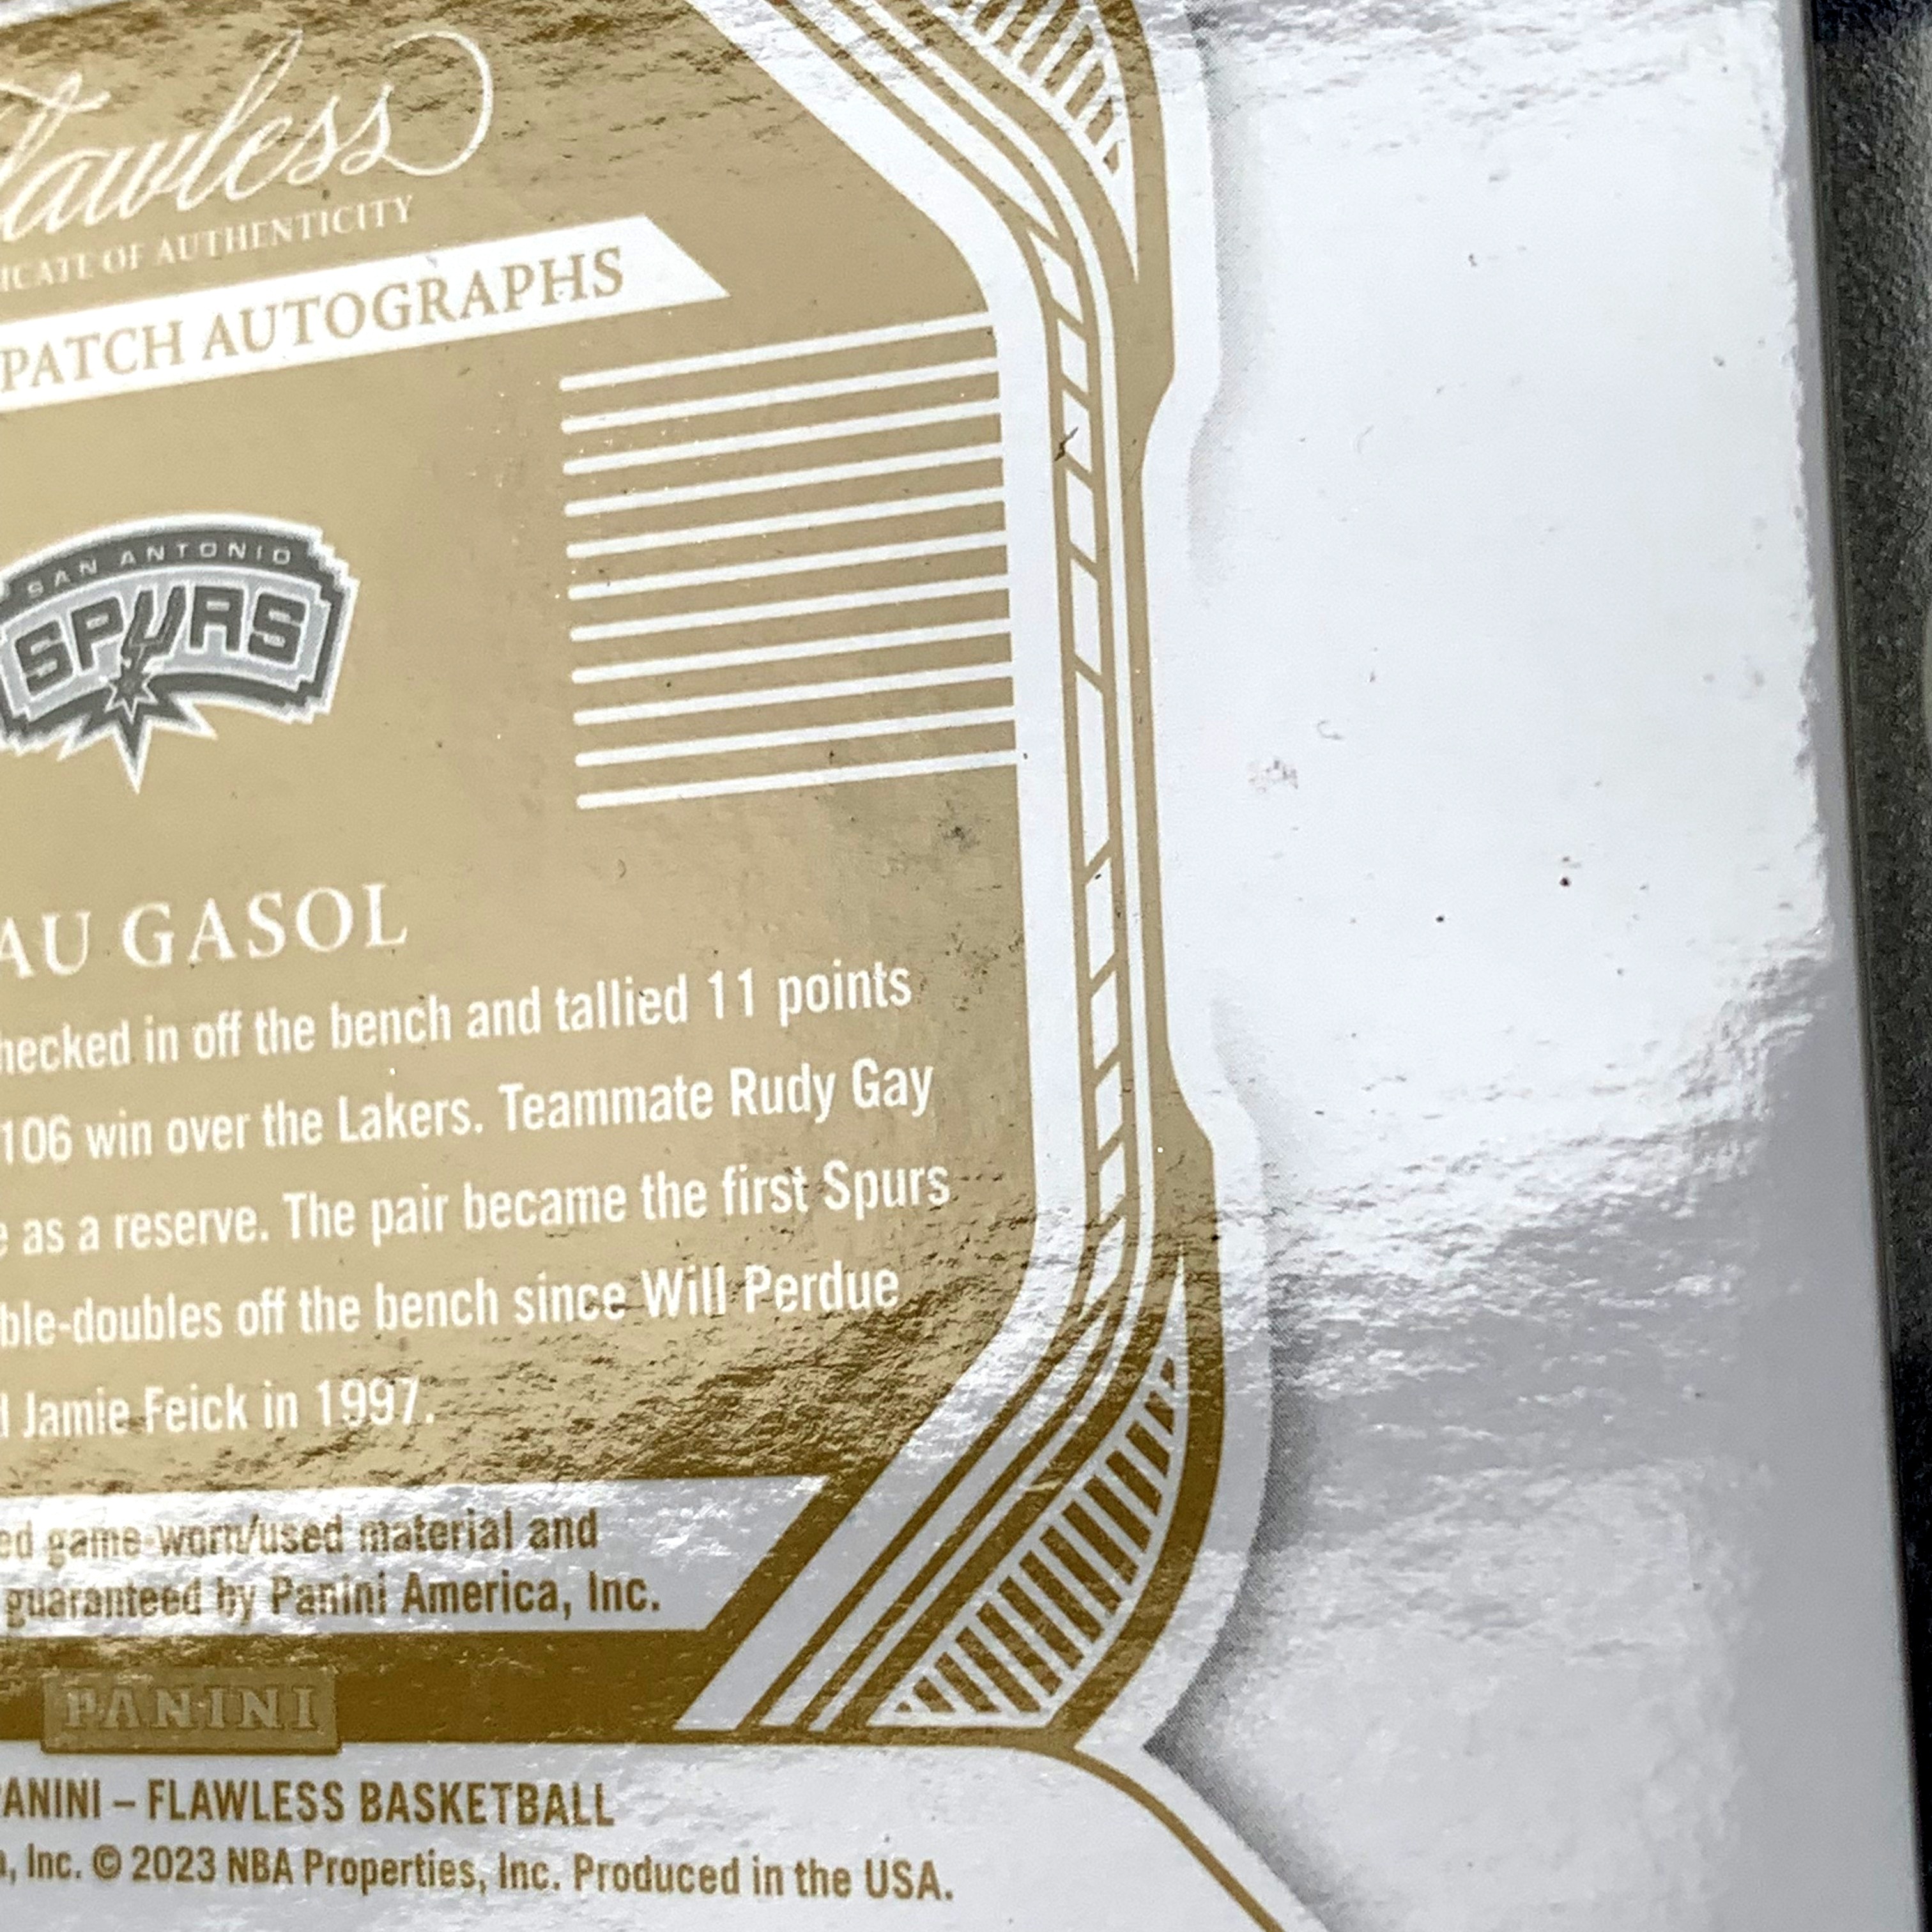 lawless
ICATE OF AUTHENTICITY
PATCH AUTOGRAPHS
SAN ANTONIO
SPURS
AU GASOL
hecked in off the bench and tallied 11 points
106 win over the Lakers. Teammate Rudy Gay
e as a reserve. The pair became the first Spurs
ble-doubles off the bench since Will Perdue
d Jamie Feick in 1997.
ed game-worn/used material and
guaranteed by Panini America, Inc.
PANINI
PANINI – FLAWLESS BASKETBALL
, Inc. © 2023 NBA Properties, Inc. Produced in the USA.